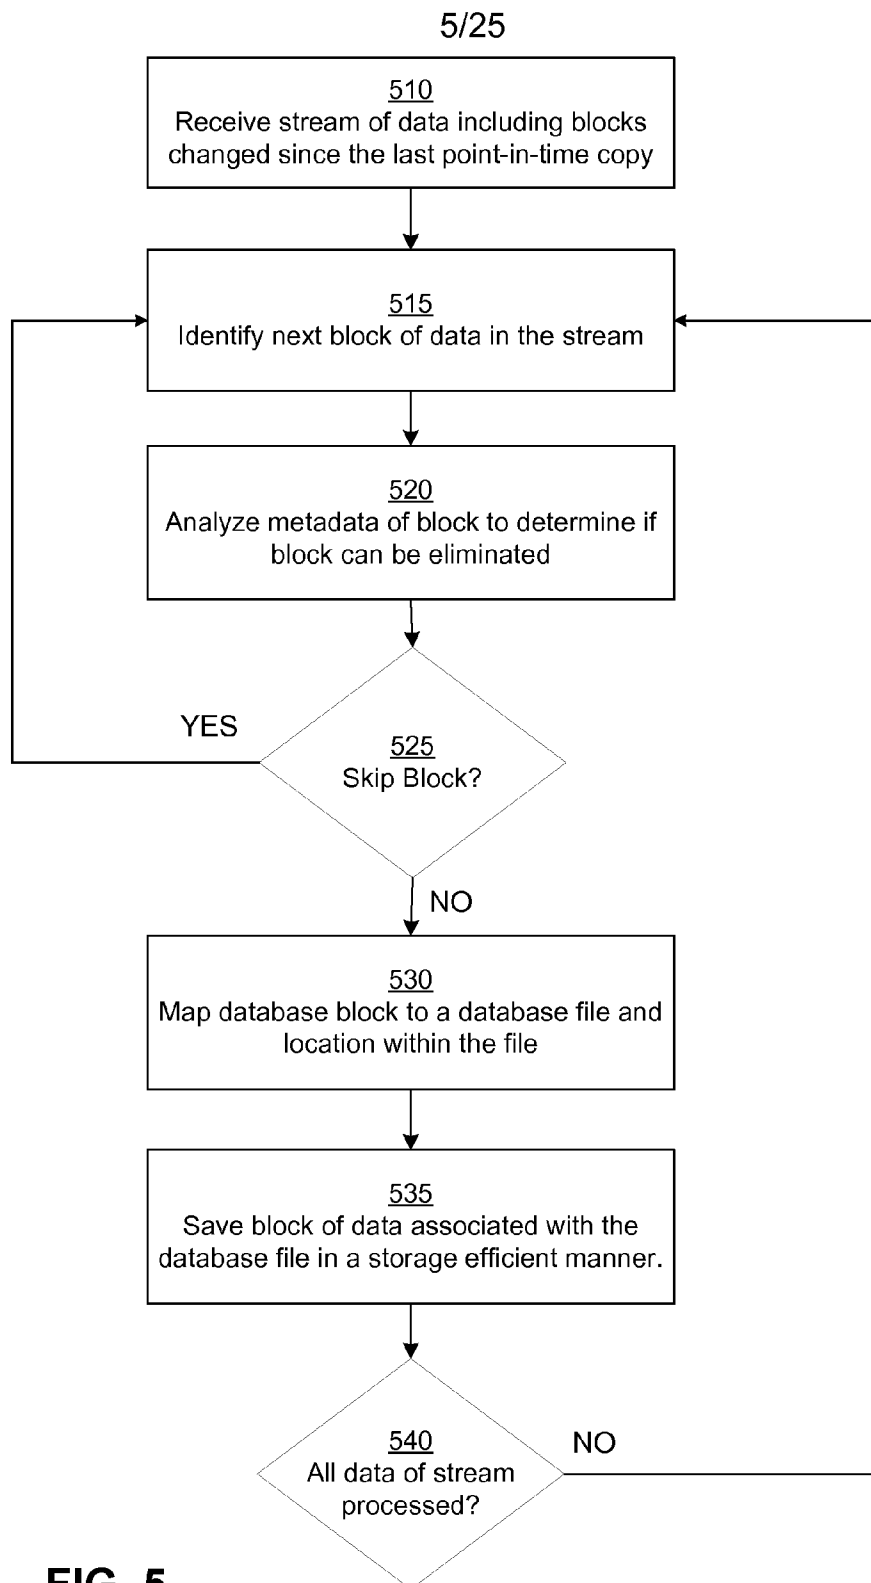 5/25
510
Receive stream of data including blocks
changed since the last point-in-time copy
515
Identify next block of data in the stream
520
Analyze metadata of block to determine if
block can be eliminated
YES
525
Skip Block?
NO
530
Map database block to a database file and
location within the file
535
Save block of data associated with the
database file in a storage efficient manner.
540
All data of stream
processed?
NO
FIG. 5